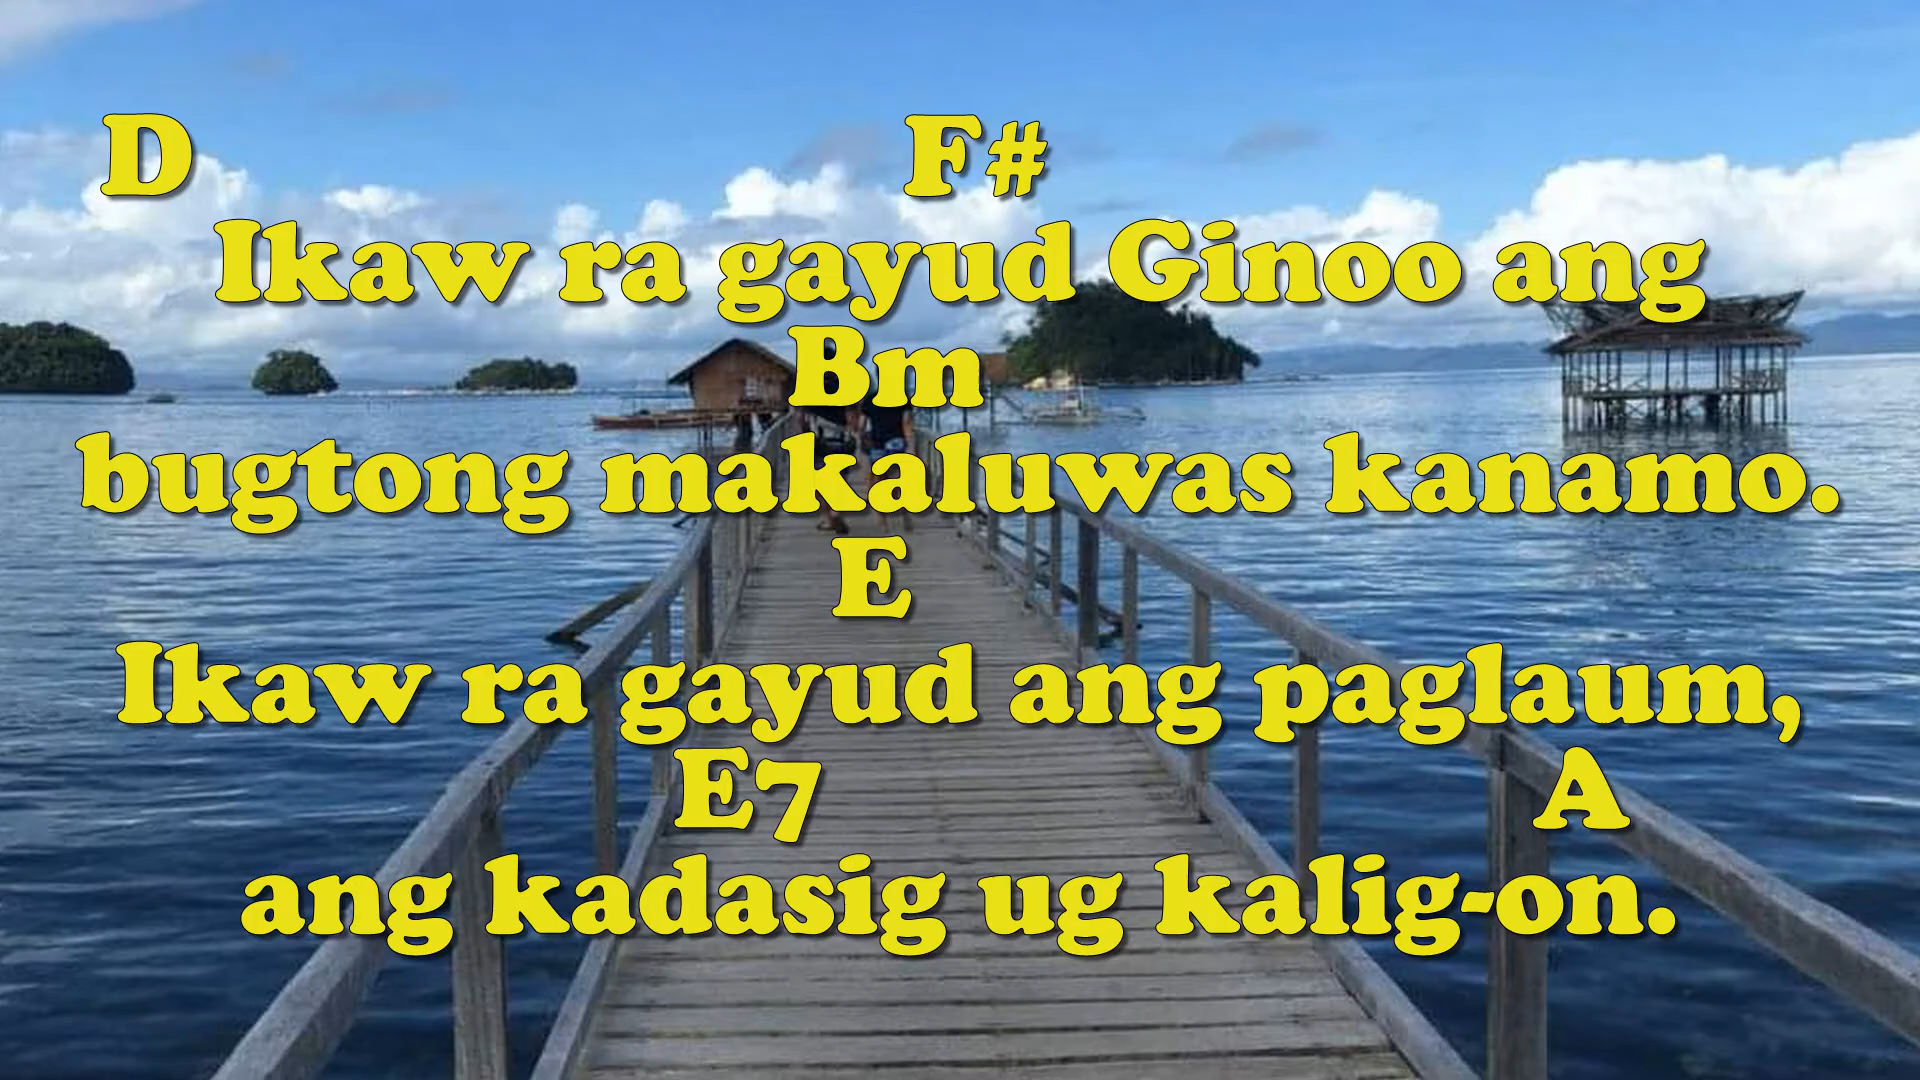 D F#
Ikaw ra gayud Ginoo ang
Bm
bugtong makaluwas kanamo.
E
Ikaw ra gayud ang paglaum,
E7 A
ang kadasig ug kalig-on.